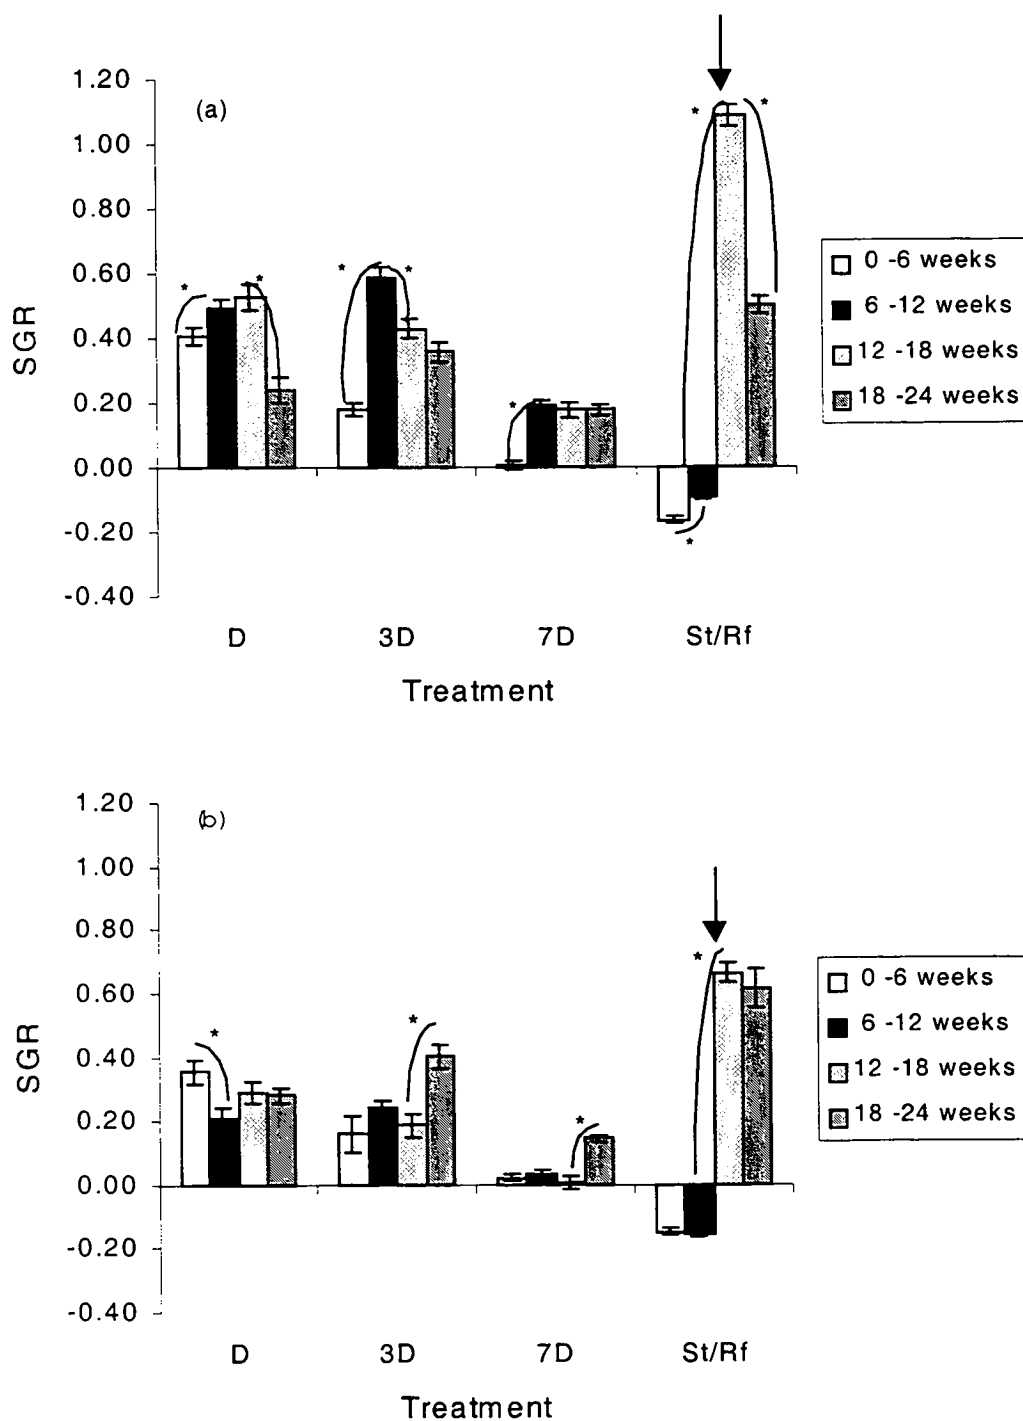 (a)
1.20
1.00
0.80
0.60
0.40
0.20
0.00
-0.20
-0.40
SGR
* * * * * * * *
D 3D 7D St/Rf
Treatment
0 -6 weeks
6 -12 weeks
12 -18 weeks
18 -24 weeks
(b)
1.20
1.00
0.80
0.60
0.40
0.20
0.00
-0.20
-0.40
SGR
* * * *
D 3D 7D St/Rf
Treatment
0 -6 weeks
6 -12 weeks
12 -18 weeks
18 -24 weeks